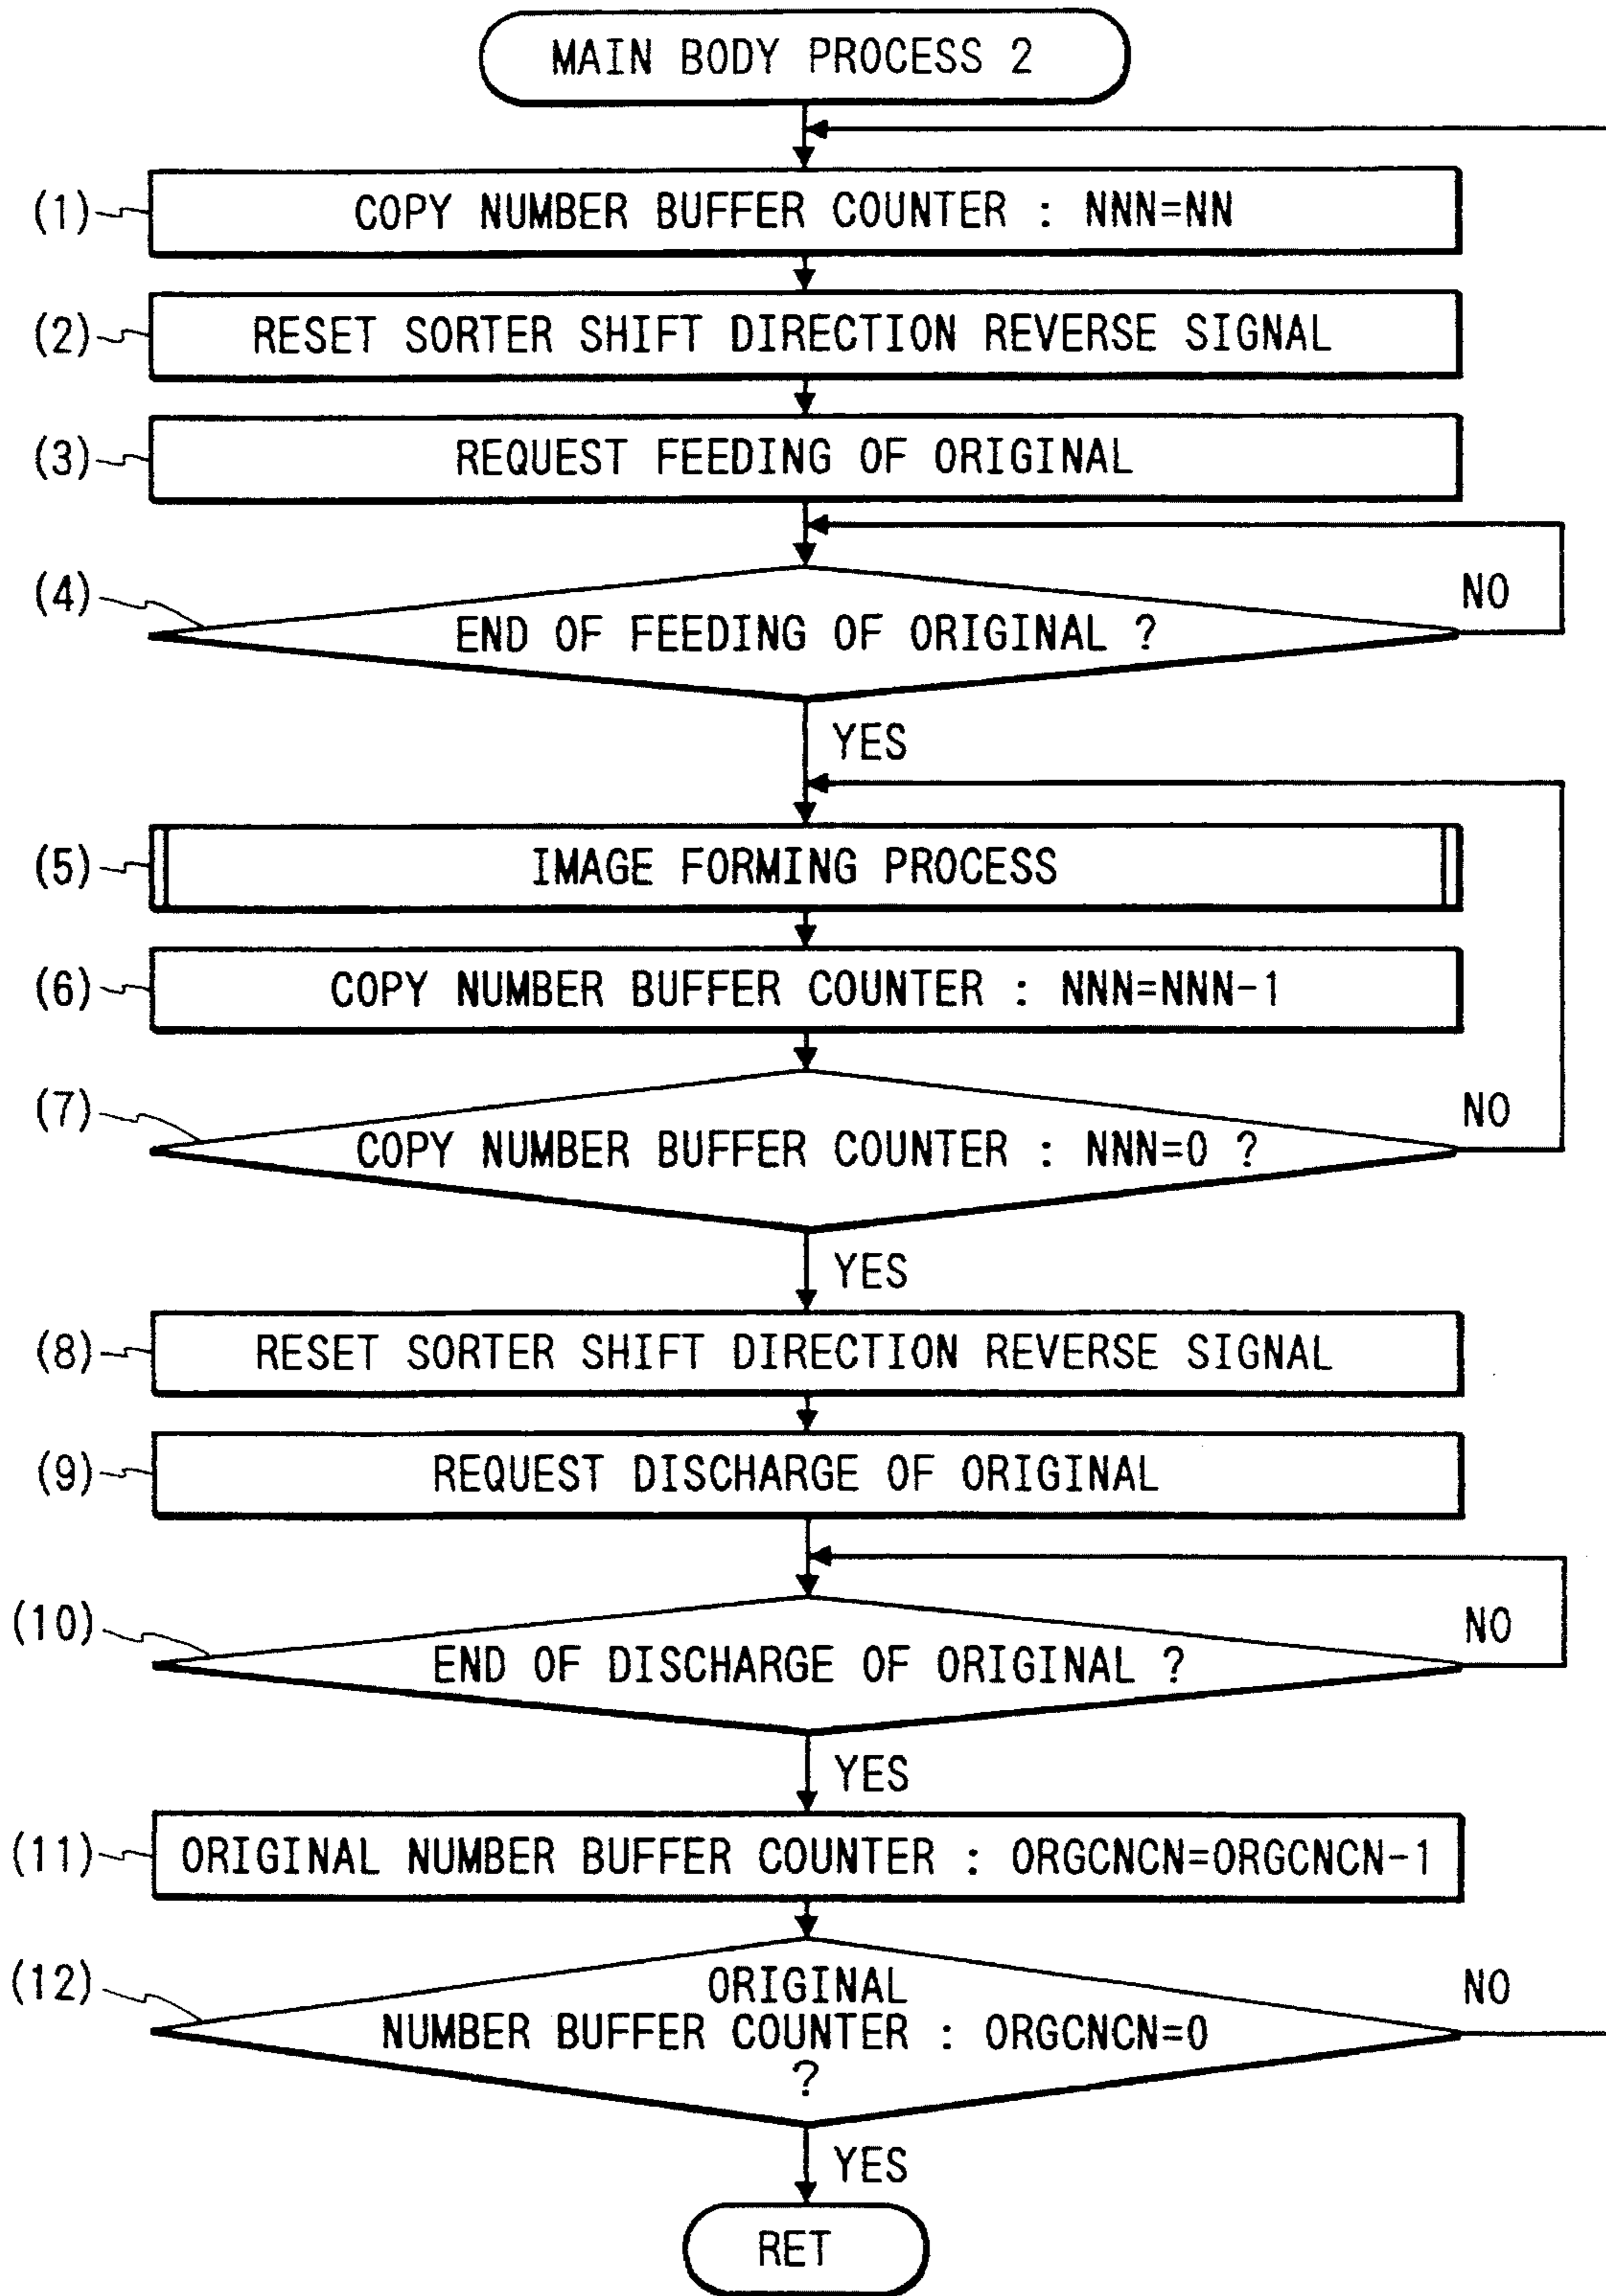 MAIN BODY PROCESS 2
(1) COPY NUMBER BUFFER COUNTER : NNN=NN
(2) RESET SORTER SHIFT DIRECTION REVERSE SIGNAL
(3) REQUEST FEEDING OF ORIGINAL
(4) END OF FEEDING OF ORIGINAL ? NO
YES
(5) IMAGE FORMING PROCESS
(6) COPY NUMBER BUFFER COUNTER : NNN=NNN-1
(7) COPY NUMBER BUFFER COUNTER : NNN=0 ? NO
YES
(8) RESET SORTER SHIFT DIRECTION REVERSE SIGNAL
(9) REQUEST DISCHARGE OF ORIGINAL
(10) END OF DISCHARGE OF ORIGINAL ? NO
YES
(11) ORIGINAL NUMBER BUFFER COUNTER : ORGCNCN=ORGCNCN-1
(12) ORIGINAL NO
NUMBER BUFFER COUNTER : ORGCNCN=0
?
YES
RET